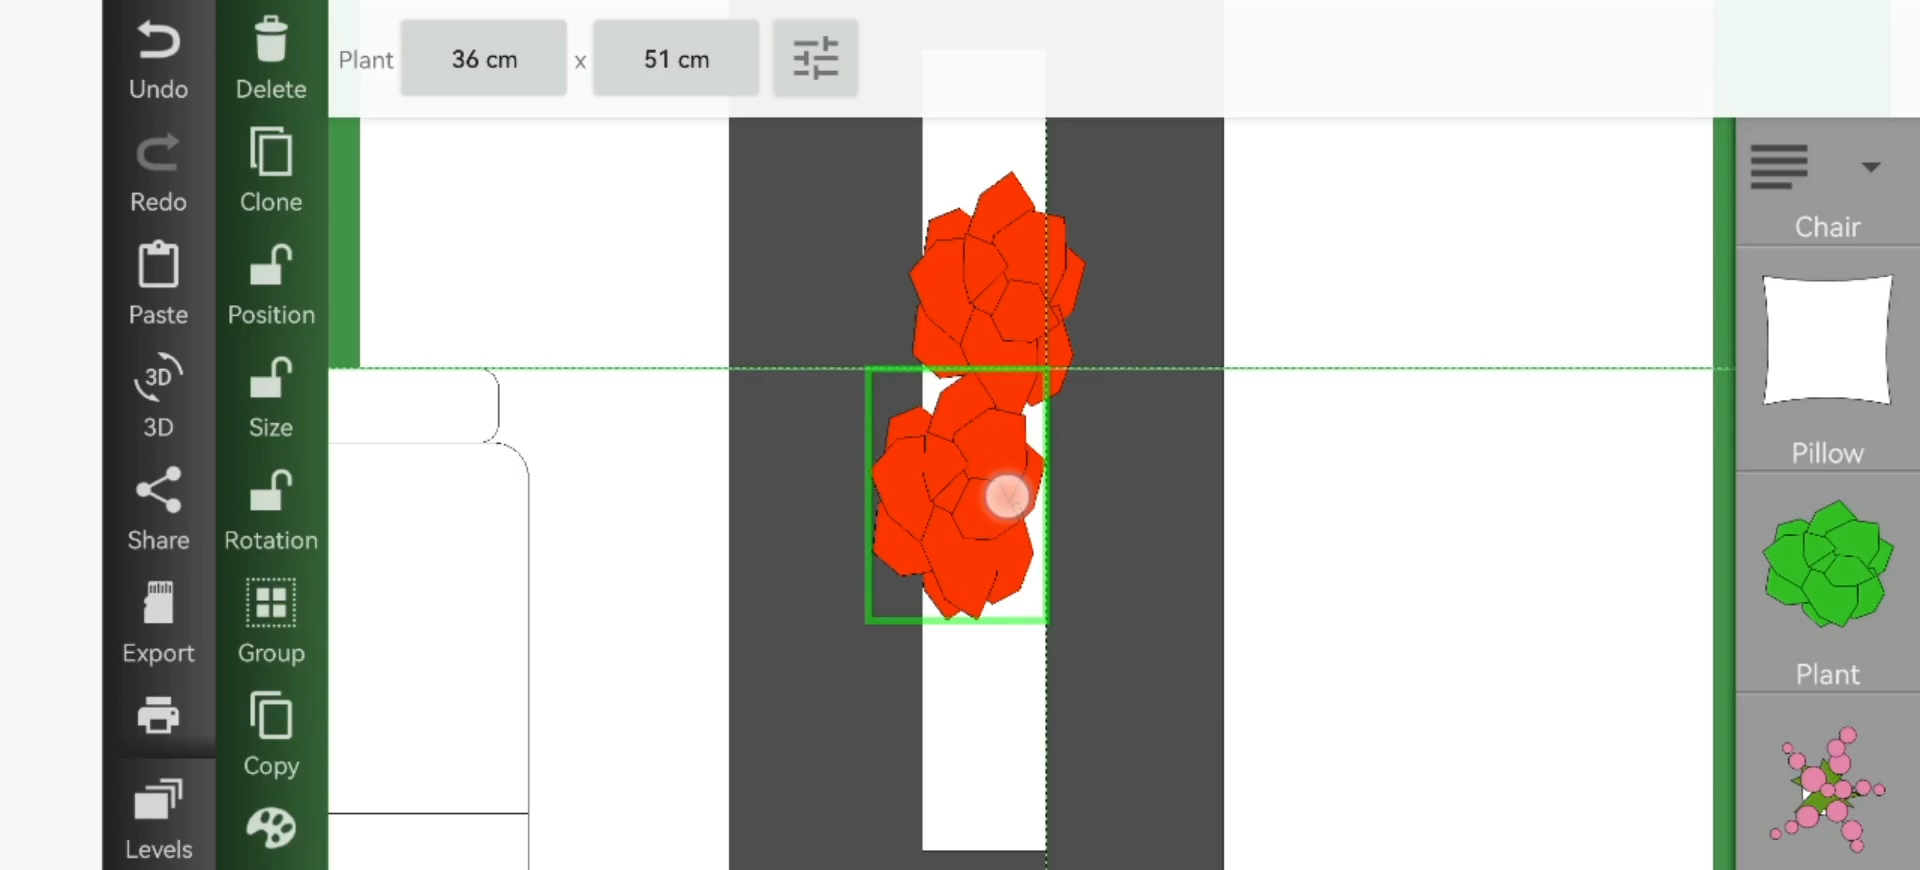 Undo
Redo
Paste
3D
3D
Share
Export
Levels
Delete
Clone
Position
Size
Rotation
Group
Copy
Plant 36 cm x 51 cm
Chair
Pillow
Plant